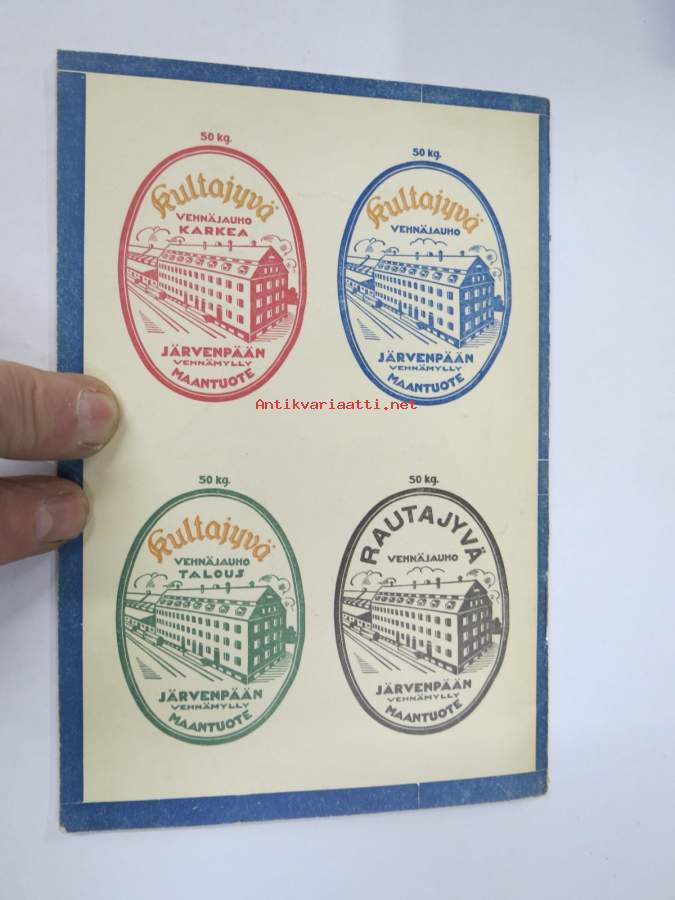 50 kg.
Kultajyvä
VEHNÄJAUHO
KARKEA
JÄRVENPÄÄN
VEHNÄMYLLY
MAANTUOTE
50 kg.
Kultajyvä
VEHNÄJAUHO
JÄRVENPÄÄN
VEHNÄMYLLY
MAANTUOTE
Antikvariaatti.net
50 kg.
Kultajyvä
VEHNÄJAUHO
TALOUS
JÄRVENPÄÄN
VEHNÄMYLLY
MAANTUOTE
50 kg.
RAUTAJYVÄ
VEHNÄJAUHO
JÄRVENPÄÄN
VEHNÄMYLLY
MAANTUOTE